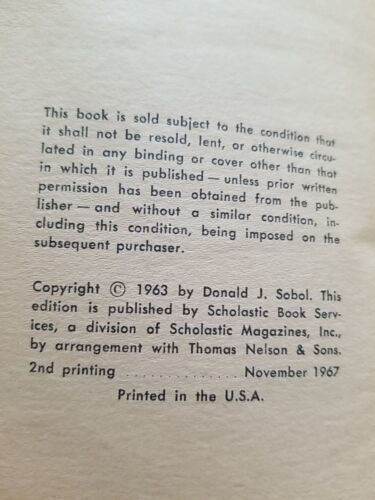 This book is sold subject to the condition that
it shall not be resold, lent, or otherwise circu-
lated in any binding or cover other than that
in which it is published — unless prior written
permission has been obtained from the pub-
lisher — and without a similar condition, in-
cluding this condition, being imposed on the
subsequent purchaser.
Copyright © 1963 by Donald J. Sobol. This
edition is published by Scholastic Book Serv-
ices, a division of Scholastic Magazines, Inc.,
by arrangement with Thomas Nelson & Sons.
2nd printing . . . . . . . . . . . . . November 1967
Printed in the U.S.A.